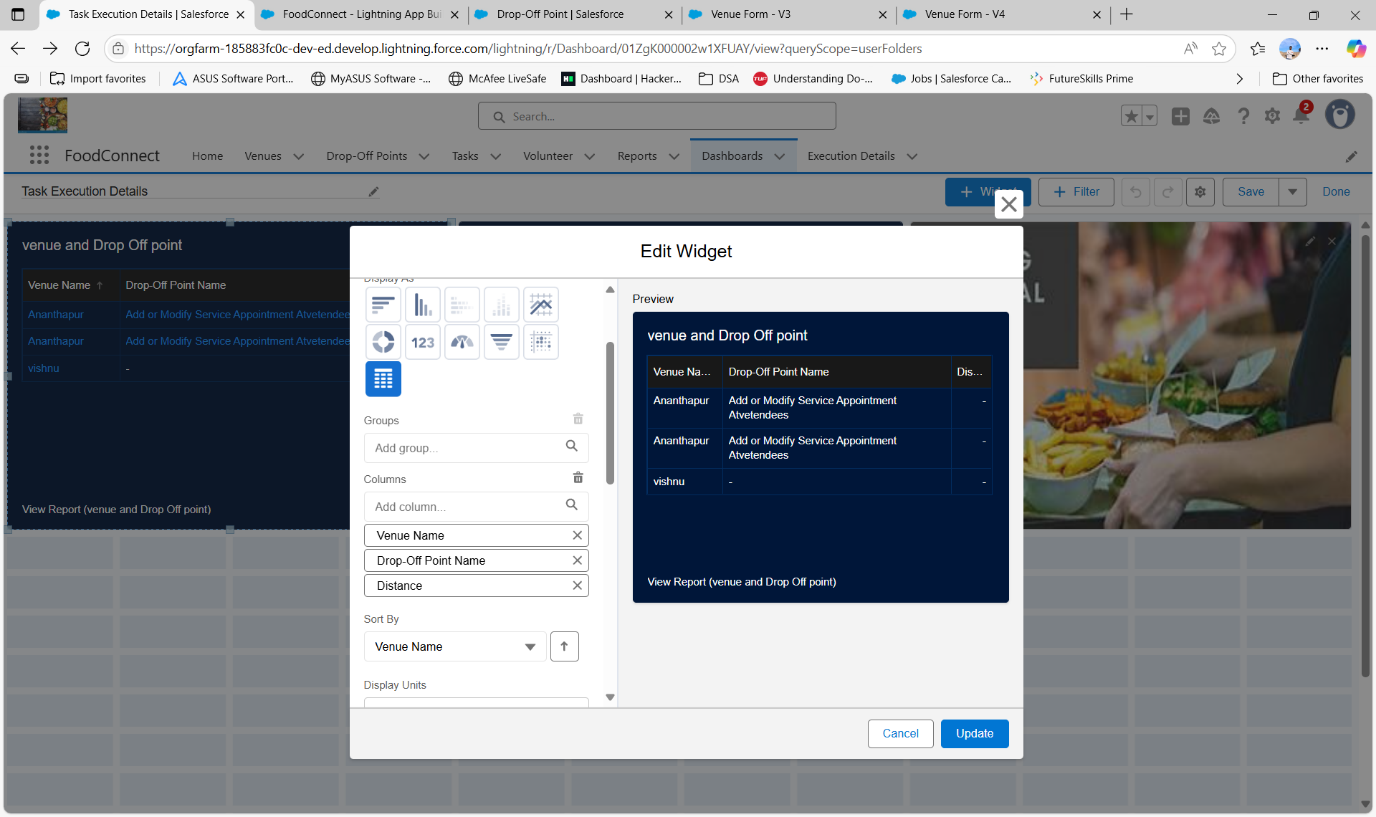 Task Execution Details | Salesforce
FoodConnect - Lightning App Bui
Drop-Off Point | Salesforce
Venue Form - V3
Venue Form - V4
https://orgfarm-185883fc0c-dev-ed.develop.lightning.force.com/lightning/r/Dashboard/01ZgK000002w1XFUAY/view?queryScope=userFolders
Import favorites
ASUS Software Port...
MyASUS Software -...
McAfee LiveSafe
Dashboard | Hacker...
DSA
Understanding Do-...
Jobs | Salesforce Ca...
FutureSkills Prime
Other favorites
Search...
2
FoodConnect
Home
Venues
Drop-Off Points
Tasks
Volunteer
Reports
Dashboards
Execution Details
Task Execution Details
+ Widget
+ Filter
Save
Done
venue and Drop Off point
Venue Name ↑ Drop-Off Point Name
Ananthapur Add or Modify Service Appointment Atvetendee
Ananthapur Add or Modify Service Appointment Atvetendee
vishnu -
View Report (venue and Drop Off point)
G
AL
Edit Widget
Display As
123
Groups
Add group...
Columns
Add column...
Venue Name
Drop-Off Point Name
Distance
Sort By
Venue Name
Display Units
Preview
venue and Drop Off point
Venue Na... Drop-Off Point Name Dis...
Ananthapur Add or Modify Service Appointment
Atvetendees -
Ananthapur Add or Modify Service Appointment
Atvetendees -
vishnu - -
View Report (venue and Drop Off point)
Cancel
Update